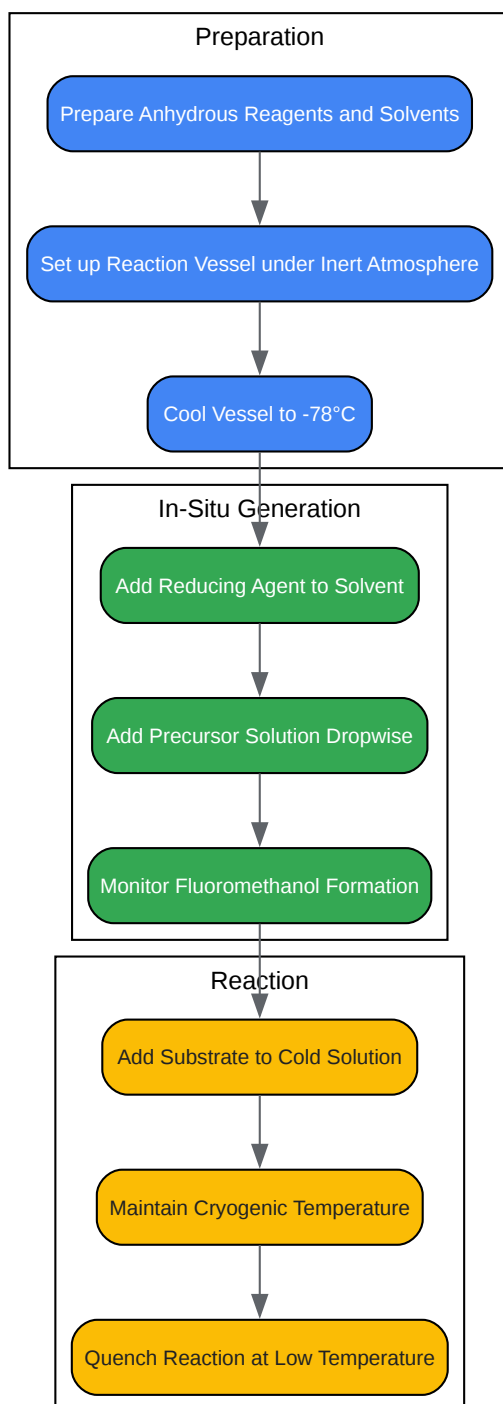 Preparation
Prepare Anhydrous Reagents and Solvents
Set up Reaction Vessel under Inert Atmosphere
Cool Vessel to -78°C
In-Situ Generation
Add Reducing Agent to Solvent
Add Precursor Solution Dropwise
Monitor Fluoromethanol Formation
Reaction
Add Substrate to Cold Solution
Maintain Cryogenic Temperature
Quench Reaction at Low Temperature